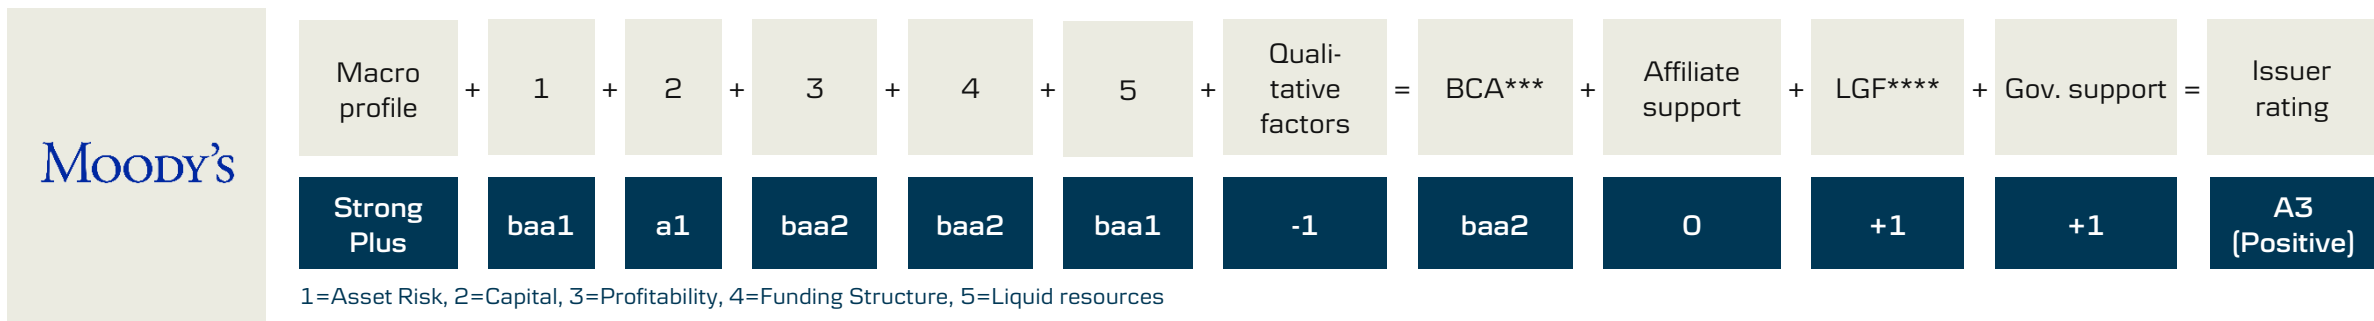 MOODY'S
Macro
profile
+
1
+
2
+
3
+
4
+
5
+
Quali-
tative
factors
=
BCA***
+
Affiliate
support
+
LGF****
+
Gov. support
=
Issuer
rating
Strong
Plus
baa1
a1
baa2
baa2
baa1
-1
baa2
0
+1
+1
A3
(Positive)
1=Asset Risk, 2=Capital, 3=Profitability, 4=Funding Structure, 5=Liquid resources